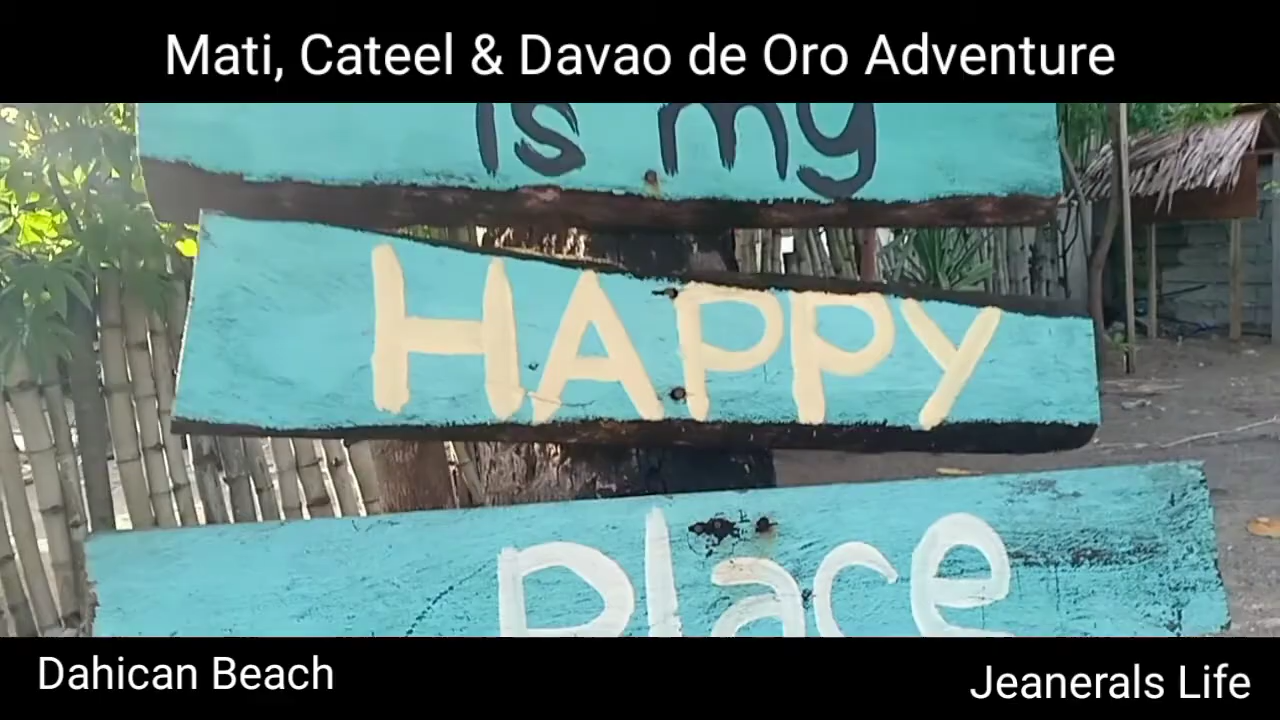 Mati, Cateel & Davao de Oro Adventure
is my
HAPPY
Place
Dahican Beach
Jeanerals Life